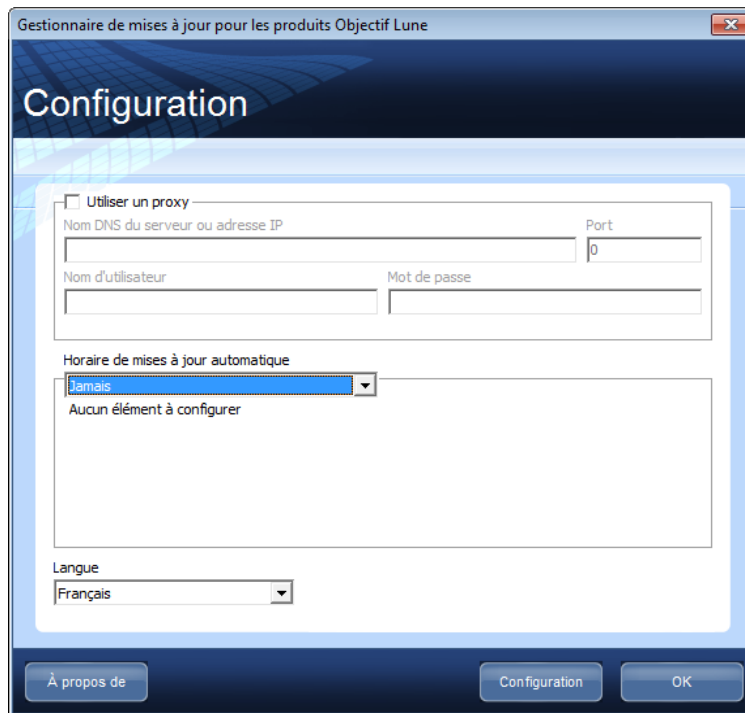 Gestionnaire de mises à jour pour les produits Objectif Lune
Configuration
Utiliser un proxy
Nom DNS du serveur ou adresse IP Port
0
Nom d'utilisateur Mot de passe
Horaire de mises à jour automatique
Jamais
Aucun élément à configurer
Langue
Français
À propos de Configuration OK